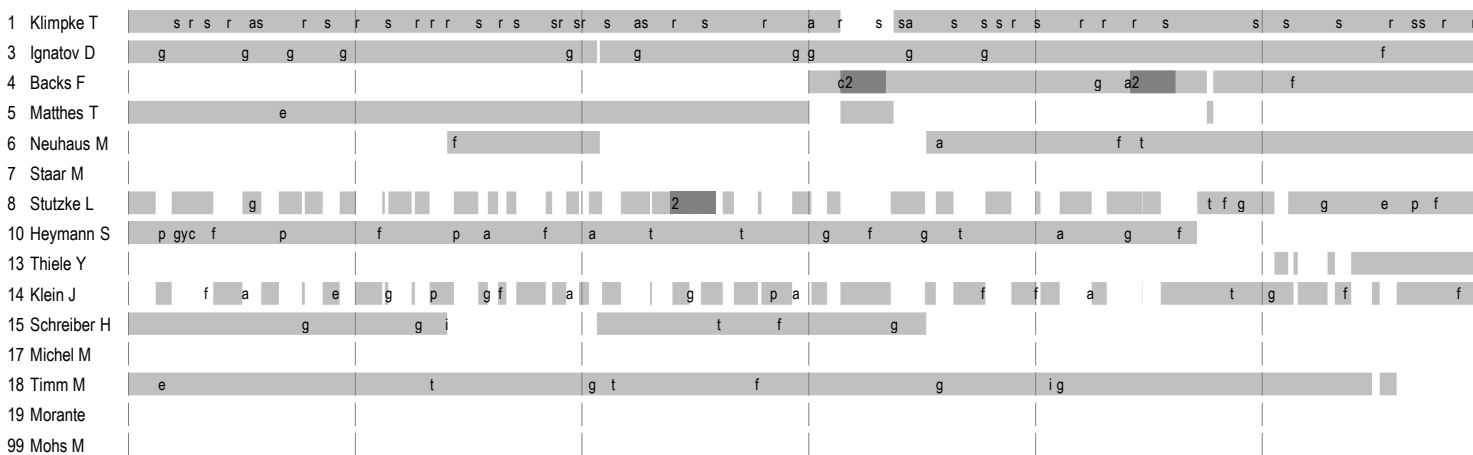 1 Klimpke T s r s r as r s r s r r r s r s sr sr s as r s r a r s sa s s s r s r r r s s s s r ss r
3 Ignatov D g g g g g g g g g g f
4 Backs F c2 g a2 f
5 Matthes T e
6 Neuhaus M f a f t
7 Staar M
8 Stutzke L g 2 t f g g e p f
10 Heymann S p gyc f p f p a f a t t g f g t a g f
13 Thiele Y
14 Klein J f a e g p g f a g p a f f a t g f f
15 Schreiber H g g i t f g
17 Michel M
18 Timm M e t g t f g i g
19 Morante
99 Mohs M